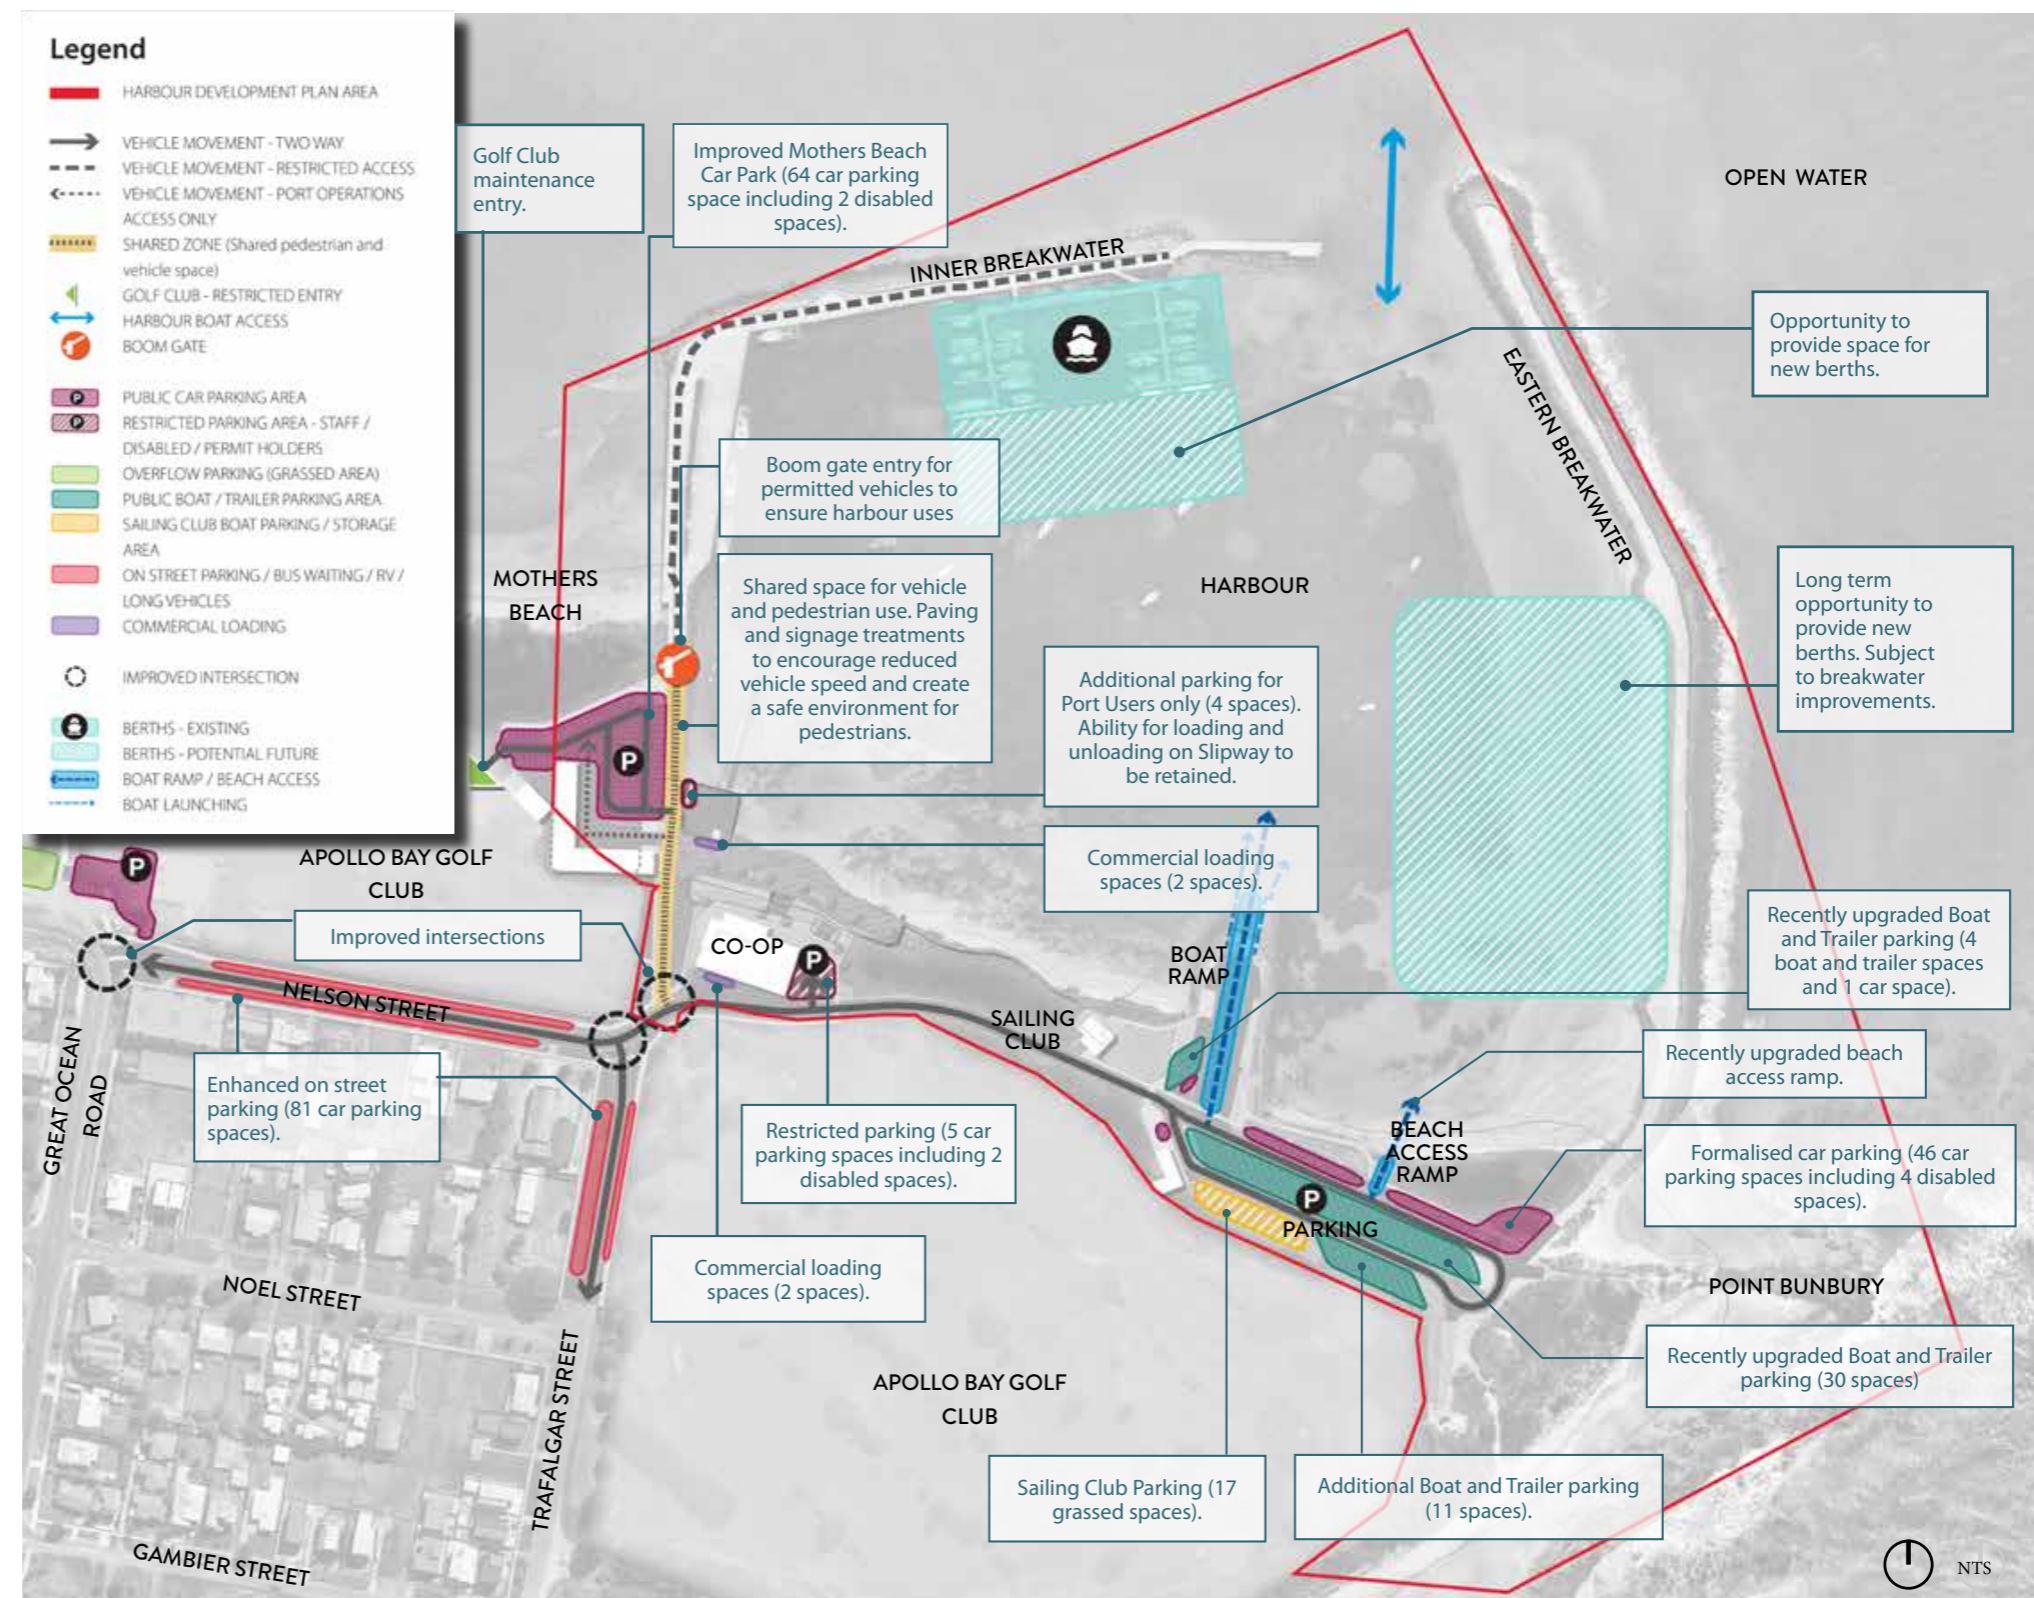 Legend
HARBOUR DEVELOPMENT PLAN AREA
VEHICLE MOVEMENT - TWO WAY
VEHICLE MOVEMENT - RESTRICTED ACCESS
VEHICLE MOVEMENT - PORT OPERATIONS
ACCESS ONLY
SHARED ZONE (Shared pedestrian and
vehicle space)
GOLF CLUB - RESTRICTED ENTRY
HARBOUR BOAT ACCESS
BOOM GATE
P
PUBLIC CAR PARKING AREA
P
RESTRICTED PARKING AREA - STAFF /
DISABLED / PERMIT HOLDERS
OVERFLOW PARKING (GRASSED AREA)
PUBLIC BOAT / TRAILER PARKING AREA
SAILING CLUB BOAT PARKING / STORAGE
AREA
ON STREET PARKING / BUS WAITING / RV /
LONG VEHICLES
COMMERCIAL LOADING
IMPROVED INTERSECTION
BERTHS - EXISTING
BERTHS - POTENTIAL FUTURE
BOAT RAMP / BEACH ACCESS
BOAT LAUNCHING
Golf Club
maintenance
entry.
Improved Mothers Beach
Car Park (64 car parking
space including 2 disabled
spaces).
OPEN WATER
INNER BREAKWATER
Opportunity to
provide space for
new berths.
EASTERN BREAKWATER
Boom gate entry for
permitted vehicles to
ensure harbour uses
MOTHERS
BEACH
HARBOUR
Shared space for vehicle
and pedestrian use. Paving
and signage treatments
to encourage reduced
vehicle speed and create
a safe environment for
pedestrians.
Long term
opportunity to
provide new
berths. Subject
to breakwater
improvements.
Additional parking for
Port Users only (4 spaces).
Ability for loading and
unloading on Slipway to
be retained.
P
Commercial loading
spaces (2 spaces).
P
APOLLO BAY GOLF
CLUB
Improved intersections
CO-OP
P
BOAT
RAMP
Recently upgraded Boat
and Trailer parking (4
boat and trailer spaces
and 1 car space).
NELSON STREET
SAILING
CLUB
GREAT OCEAN
ROAD
Enhanced on street
parking (81 car parking
spaces).
Recently upgraded beach
access ramp.
Restricted parking (5 car
parking spaces including 2
disabled spaces).
BEACH
ACCESS
RAMP
Formalised car parking (46 car
parking spaces including 4 disabled
spaces).
P
PARKING
Commercial loading
spaces (2 spaces).
NOEL STREET
POINT BUNBURY
TRAFALGAR STREET
Recently upgraded Boat and Trailer
parking (30 spaces)
APOLLO BAY GOLF
CLUB
Sailing Club Parking (17
grassed spaces).
Additional Boat and Trailer parking
(11 spaces).
GAMBIER STREET
NTS